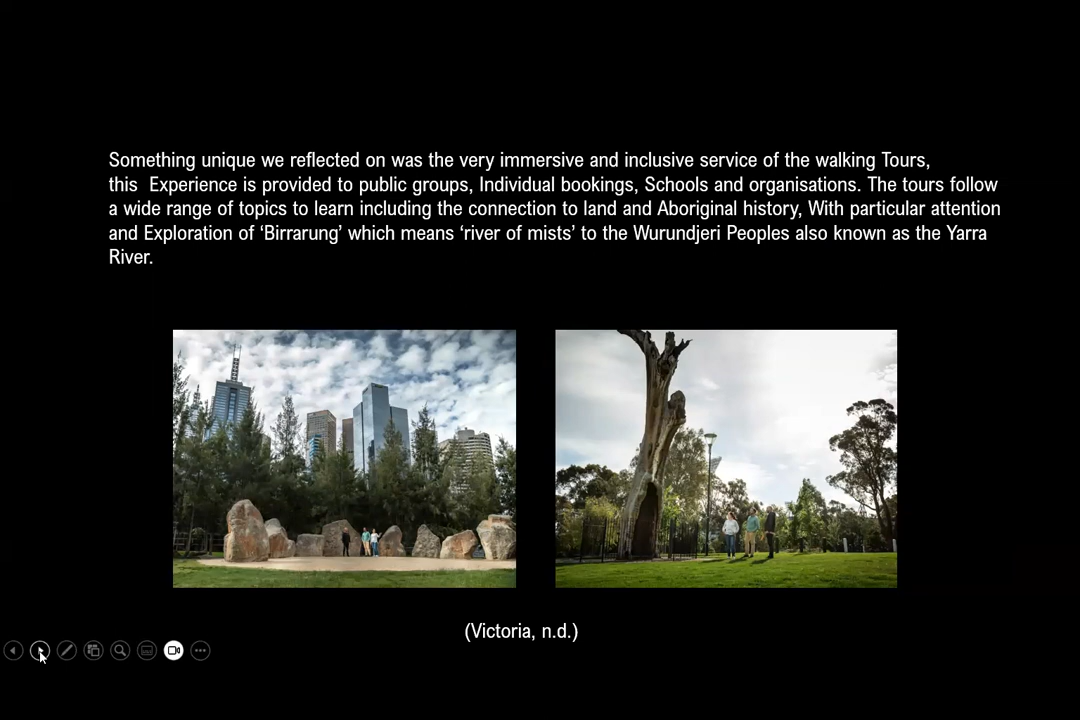 Something unique we reflected on was the very immersive and inclusive service of the walking Tours,
this  Experience is provided to public groups, Individual bookings, Schools and organisations. The tours follow
a wide range of topics to learn including the connection to land and Aboriginal history, With particular attention
and Exploration of ‘Birrarung’ which means ‘river of mists’ to the Wurundjeri Peoples also known as the Yarra
River.
(Victoria, n.d.)